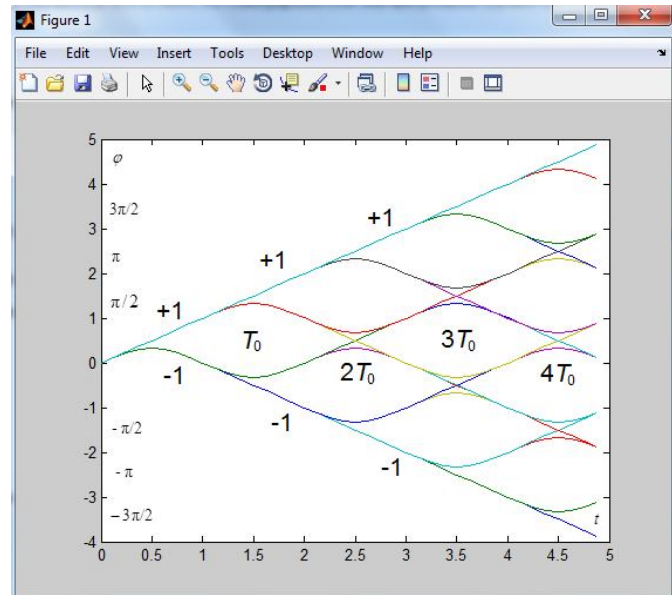 Figure 1
File Edit View Insert Tools Desktop Window Help
5
φ
4
3π/2
+1
3
π
+1
2
π / 2
+1
1
T₀
3T₀
0
-1
2T₀
4T₀
-1
-1
- π/2
-2
-1
- π
-3
−3π/2
t
-4
0 0.5 1 1.5 2 2.5 3 3.5 4 4.5 5